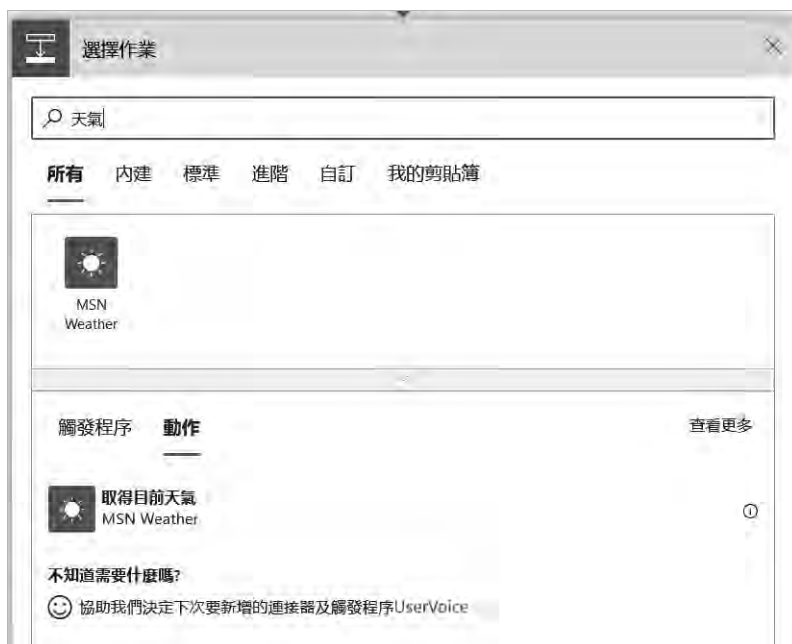 選擇作業
天氣
所有 內建 標準 進階 自訂 我的剪貼簿
MSN
Weather
觸發程序 動作 查看更多
取得目前天氣
MSN Weather
不知道需要什麼嗎?
協助我們決定下次要新增的連接器及觸發程序UserVoice